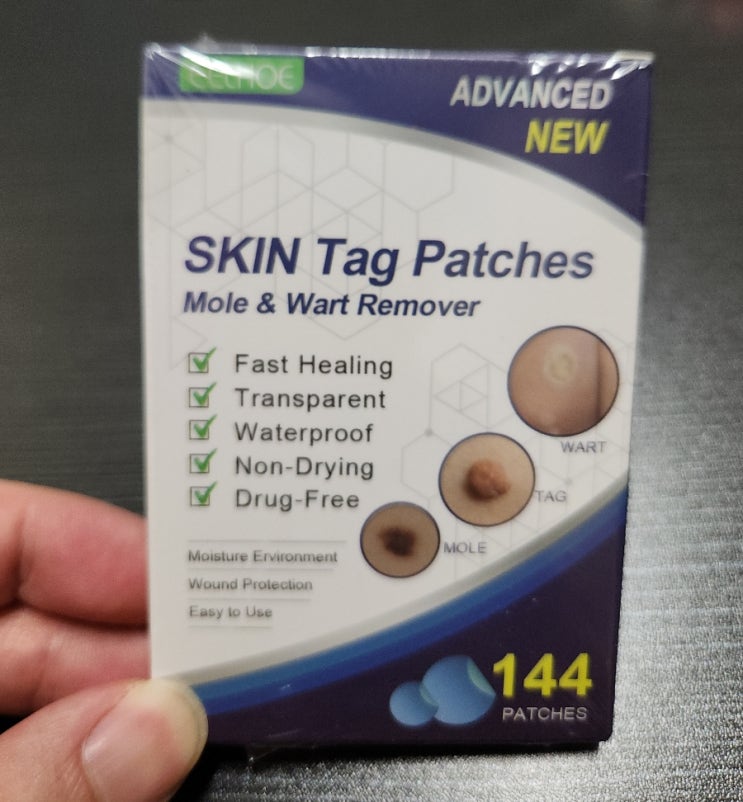 ADVANCED
NEW
SKIN Tag Patches
Mole & Wart Remover
Fast Healing
Transparent
Waterproof
Non-Drying
Drug-Free
WART
TAG
MOLE
Moisture Environment
Wound Protection
Easy to Use
144
PATCHES